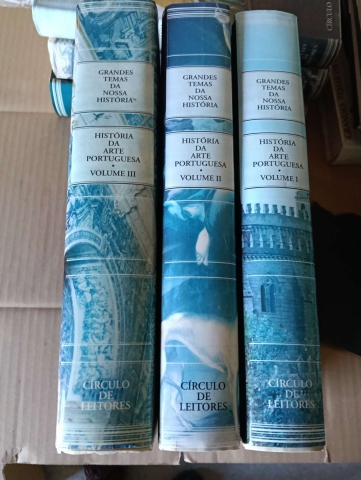 GRANDES
TEMAS
DA
NOSSA
HISTÓRIA
HISTÓRIA
DA
ARTE
PORTUGUESA
•
VOLUME III
CÍRCULO
DE
LEITORES
GRANDES
TEMAS
DA
NOSSA
HISTÓRIA
HISTÓRIA
DA
ARTE
PORTUGUESA
•
VOLUME II
CÍRCULO
DE
LEITORES
GRANDES
TEMAS
DA
NOSSA
HISTÓRIA
HISTÓRIA
DA
ARTE
PORTUGUESA
•
VOLUME I
CÍRCULO
DE
LEITORES
CÍRCULO